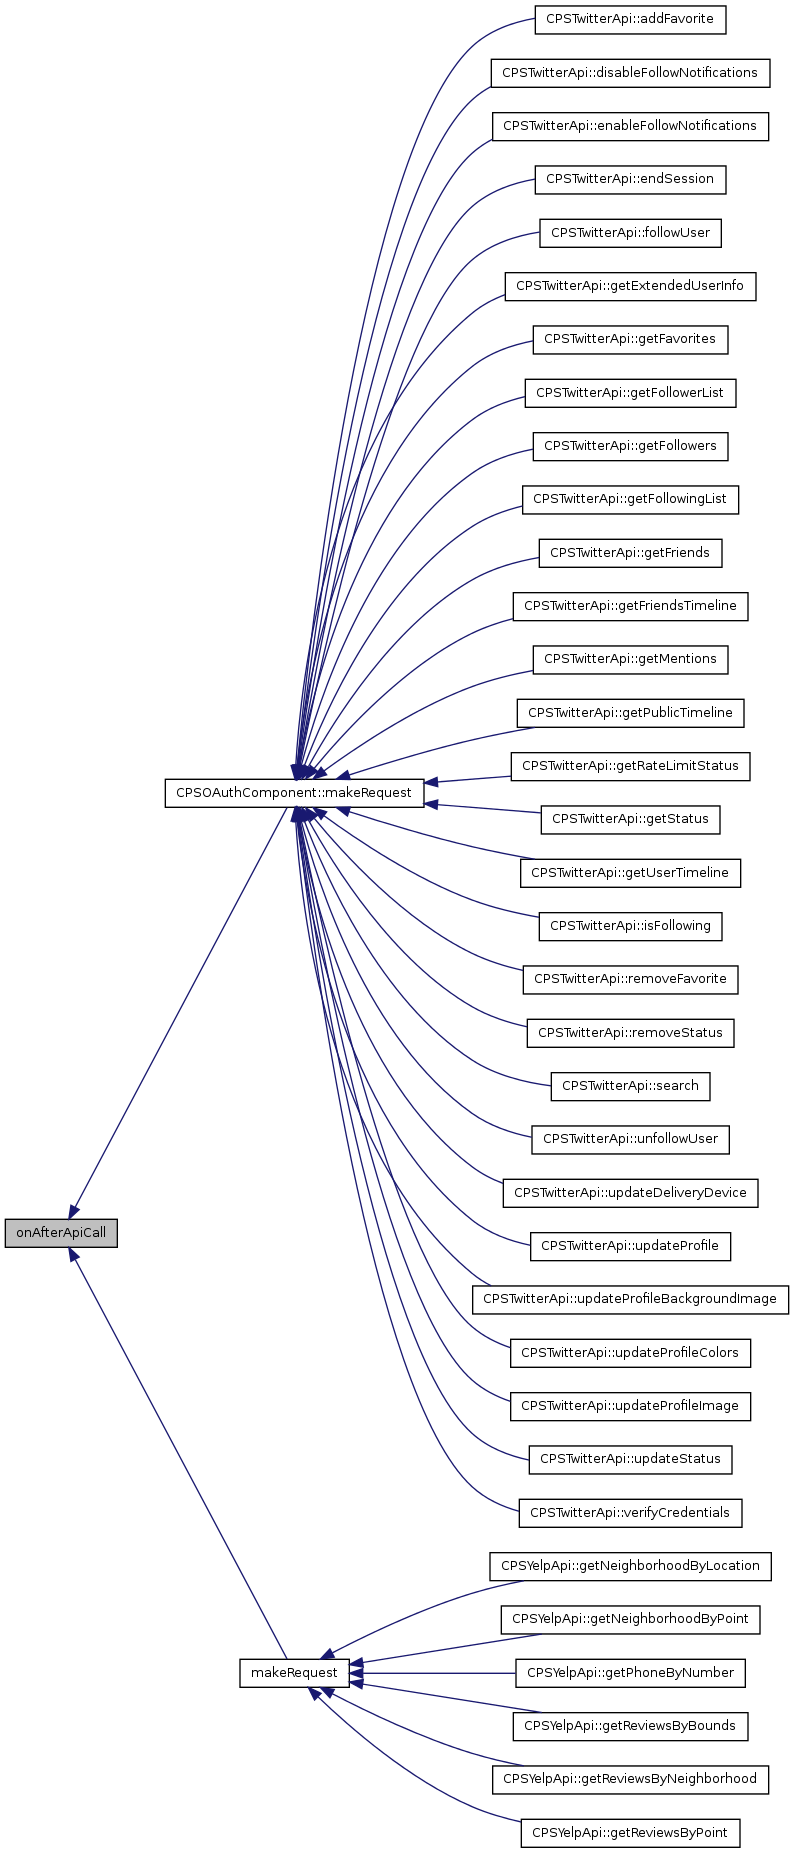 CPSTwitterApi::addFavorite
CPSTwitterApi::disableFollowNotifications
CPSTwitterApi::enableFollowNotifications
CPSTwitterApi::endSession
CPSTwitterApi::followUser
CPSTwitterApi::getExtendedUserInfo
CPSTwitterApi::getFavorites
CPSTwitterApi::getFollowerList
CPSTwitterApi::getFollowers
CPSTwitterApi::getFollowingList
CPSTwitterApi::getFriends
CPSTwitterApi::getFriendsTimeline
CPSTwitterApi::getMentions
CPSTwitterApi::getPublicTimeline
CPSTwitterApi::getRateLimitStatus
CPSOAuthComponent::makeRequest
CPSTwitterApi::getStatus
CPSTwitterApi::getUserTimeline
CPSTwitterApi::isFollowing
CPSTwitterApi::removeFavorite
CPSTwitterApi::removeStatus
CPSTwitterApi::search
CPSTwitterApi::unfollowUser
CPSTwitterApi::updateDeliveryDevice
onAfterApiCall
CPSTwitterApi::updateProfile
CPSTwitterApi::updateProfileBackgroundImage
CPSTwitterApi::updateProfileColors
CPSTwitterApi::updateProfileImage
CPSTwitterApi::updateStatus
CPSTwitterApi::verifyCredentials
CPSYelpApi::getNeighborhoodByLocation
CPSYelpApi::getNeighborhoodByPoint
makeRequest
CPSYelpApi::getPhoneByNumber
CPSYelpApi::getReviewsByBounds
CPSYelpApi::getReviewsByNeighborhood
CPSYelpApi::getReviewsByPoint